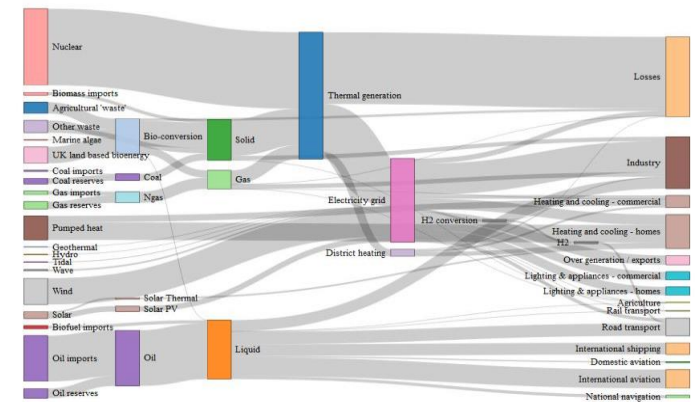 Nuclear
Biomass imports
Agricultural 'waste'
Other waste
Marine algae
UK land based bioenergy
Coal imports
Coal reserves
Gas imports
Gas reserves
Pumped heat
Geothermal
Hydro
Tidal
Wave
Wind
Solar
Biofuel imports
Oil imports
Oil reserves
Bio-conversion
Coal
Ngas
Solar Thermal
Solar PV
Oil
Solid
Gas
Liquid
Thermal generation
Electricity grid
District heating
H2 conversion
H2
Losses
Industry
Heating and cooling - commercial
Heating and cooling - homes
Over generation / exports
Lighting & appliances - commercial
Lighting & appliances - homes
Agriculture
Rail transport
Road transport
International shipping
Domestic aviation
International aviation
National navigation